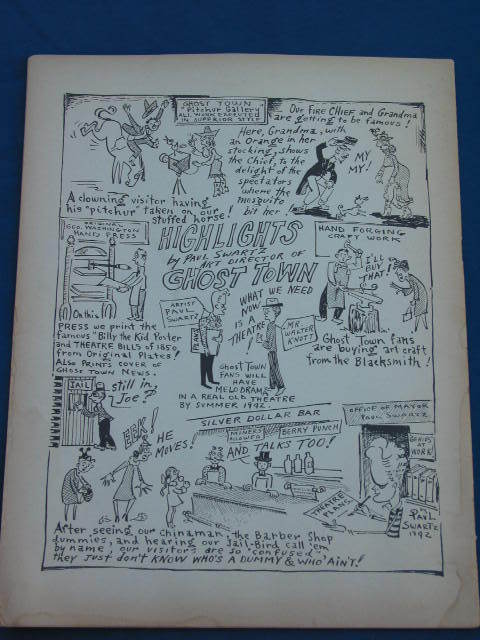 GHOST TOWN
"Pitchur Gallery"
ALL WORK EXECUTED
IN SUPERIOR STYLE
Our FIRE CHIEF, and Grandma
are getting to be famous!
Here, Grandma, with
an Orange in her
stocking, shows
the Chief, to the
delight of the
spectators
where the
mosquito
bit her!
MY,
MY!
A clowning visitor having
his "pitchur" taken on our
stuffed horse!
HIGHLIGHTS
by PAUL SWARTZ
ART DIRECTOR OF
GHOST TOWN
ORIGINAL
GEO. WASHINGTON
HAND PRESS
On this
PRESS we print the
famous "Billy the Kid Poster
and THEATRE BILLS of 1850,
from Original Plates!
Also PRINTS COVER OF
GHOST TOWN NEWS.
ARTIST
PAUL
SWARTZ
PLANS
WHAT WE NEED
NOW
IS A
THEATRE!
MR.
WALTER
KNOTT
GHOST TOWN
FANS WILL
HAVE
MELODRAMA
IN A REAL OLD THEATRE
BY SUMMER 1942
HAND FORGING
CRAFT WORK
I'LL
BUY
THAT!
Ghost Town fans
are buying art craft
from the Blacksmith!
JAIL
still in,
Joe?
EEK!
HE
MOVES!
SILVER DOLLAR BAR
ALLOWED
BERRY PUNCH
AND TALKS TOO!
OFFICE OF MAYOR
PAUL SWARTZ
GENIUS
AT
WORK
THEATRE
PLANS
PAUL
SWARTZ
1942
After seeing our chinaman, the Barber Shop
dummies, and hearing our Jail-Bird call 'em
by name, our visitors are so "confused",
they just don't KNOW WHO'S A DUMMY & WHO AIN'T!